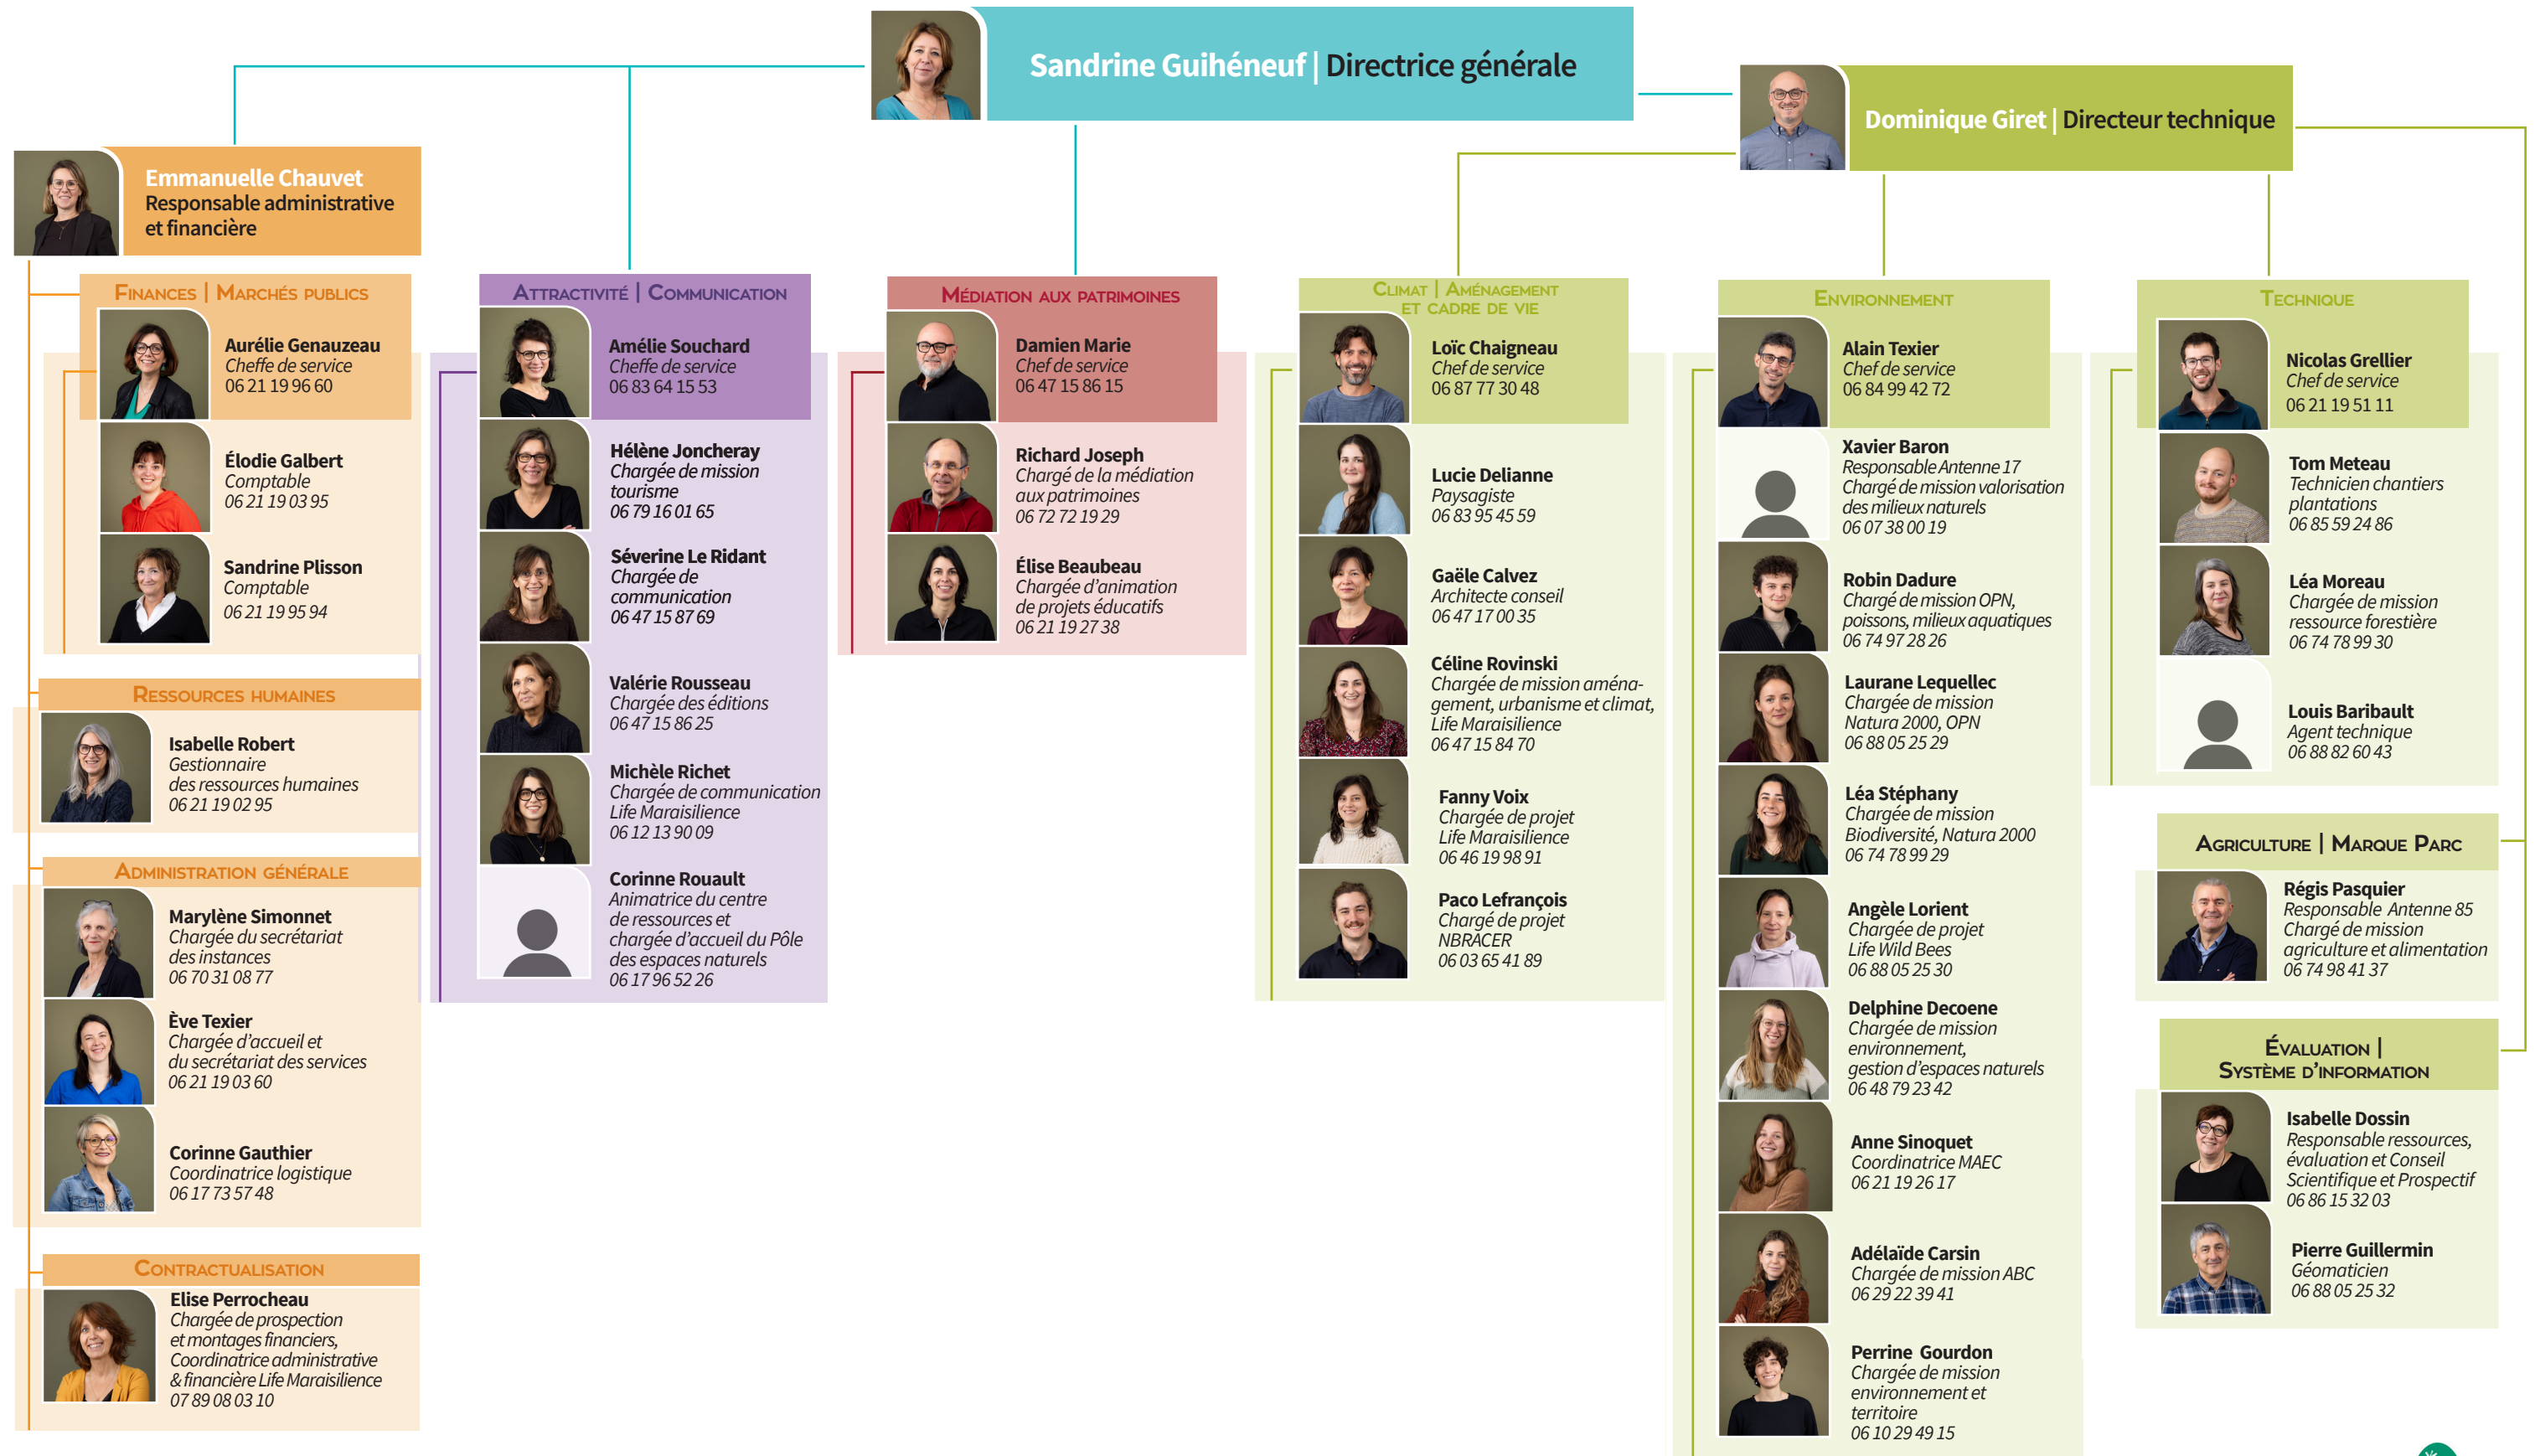 Sandrine Guihéneuf | Directrice générale
Dominique Giret | Directeur technique
Emmanuelle Chauvet
Responsable administrative
et financière
Finances | Marchés publics
Aurélie Genauzeau
Cheffe de service
06 21 19 96 60
Élodie Galbert
Comptable
06 21 19 03 95
Sandrine Plisson
Comptable
06 21 19 95 94
Ressources humaines
Isabelle Robert
Gestionnaire
des ressources humaines
06 21 19 02 95
Administration générale
Marylène Simonnet
Chargée du secrétariat
des instances
06 70 31 08 77
Ève Texier
Chargée d'accueil et
du secrétariat des services
06 21 19 03 60
Corinne Gauthier
Coordinatrice logistique
06 17 73 57 48
Contractualisation
Elise Perrocheau
Chargée de prospection
et montages financiers,
Coordinatrice administrative
& financière Life Maraisilience
07 89 08 03 10
Attractivité | Communication
Amélie Souchard
Cheffe de service
06 83 64 15 53
Hélène Joncheray
Chargée de mission
tourisme
06 79 16 01 65
Séverine Le Ridant
Chargée de
communication
06 47 15 87 69
Valérie Rousseau
Chargée des éditions
06 47 15 86 25
Michèle Richet
Chargée de communication
Life Maraisilience
06 12 13 90 09
Corinne Rouault
Animatrice du centre
de ressources et
chargée d'accueil du Pôle
des espaces naturels
06 17 96 52 26
Médiation aux patrimoines
Damien Marie
Chef de service
06 47 15 86 15
Richard Joseph
Chargé de la médiation
aux patrimoines
06 72 72 19 29
Élise Beaubeau
Chargée d'animation
de projets éducatifs
06 21 19 27 38
Climat | Aménagement
et cadre de vie
Loïc Chaigneau
Chef de service
06 87 77 30 48
Lucie Delianne
Paysagiste
06 83 95 45 59
Gaële Calvez
Architecte conseil
06 47 17 00 35
Céline Rovinski
Chargée de mission aména-
gement, urbanisme et climat,
Life Maraisilience
06 47 15 84 70
Fanny Voix
Chargée de projet
Life Maraisilience
06 46 19 98 91
Paco Lefrançois
Chargé de projet
NBRACER
06 03 65 41 89
Environnement
Alain Texier
Chef de service
06 84 99 42 72
Xavier Baron
Responsable Antenne 17
Chargé de mission valorisation
des milieux naturels
06 07 38 00 19
Robin Dadure
Chargé de mission OPN,
poissons, milieux aquatiques
06 74 97 28 26
Laurane Lequellec
Chargée de mission
Natura 2000, OPN
06 88 05 25 29
Léa Stéphany
Chargée de mission
Biodiversité, Natura 2000
06 74 78 99 29
Angèle Lorient
Chargée de projet
Life Wild Bees
06 88 05 25 30
Delphine Decoene
Chargée de mission
environnement,
gestion d'espaces naturels
06 48 79 23 42
Anne Sinoquet
Coordinatrice MAEC
06 21 19 26 17
Adélaïde Carsin
Chargée de mission ABC
06 29 22 39 41
Perrine Gourdon
Chargée de mission
environnement et
territoire
06 10 29 49 15
Technique
Nicolas Grellier
Chef de service
06 21 19 51 11
Tom Meteau
Technicien chantiers
plantations
06 85 59 24 86
Léa Moreau
Chargée de mission
ressource forestière
06 74 78 99 30
Louis Baribault
Agent technique
06 88 82 60 43
Agriculture | Marque Parc
Régis Pasquier
Responsable Antenne 85
Chargé de mission
agriculture et alimentation
06 74 98 41 37
Évaluation |
Système d'information
Isabelle Dossin
Responsable ressources,
évaluation et Conseil
Scientifique et Prospectif
06 86 15 32 03
Pierre Guillermin
Géomaticien
06 88 05 25 32